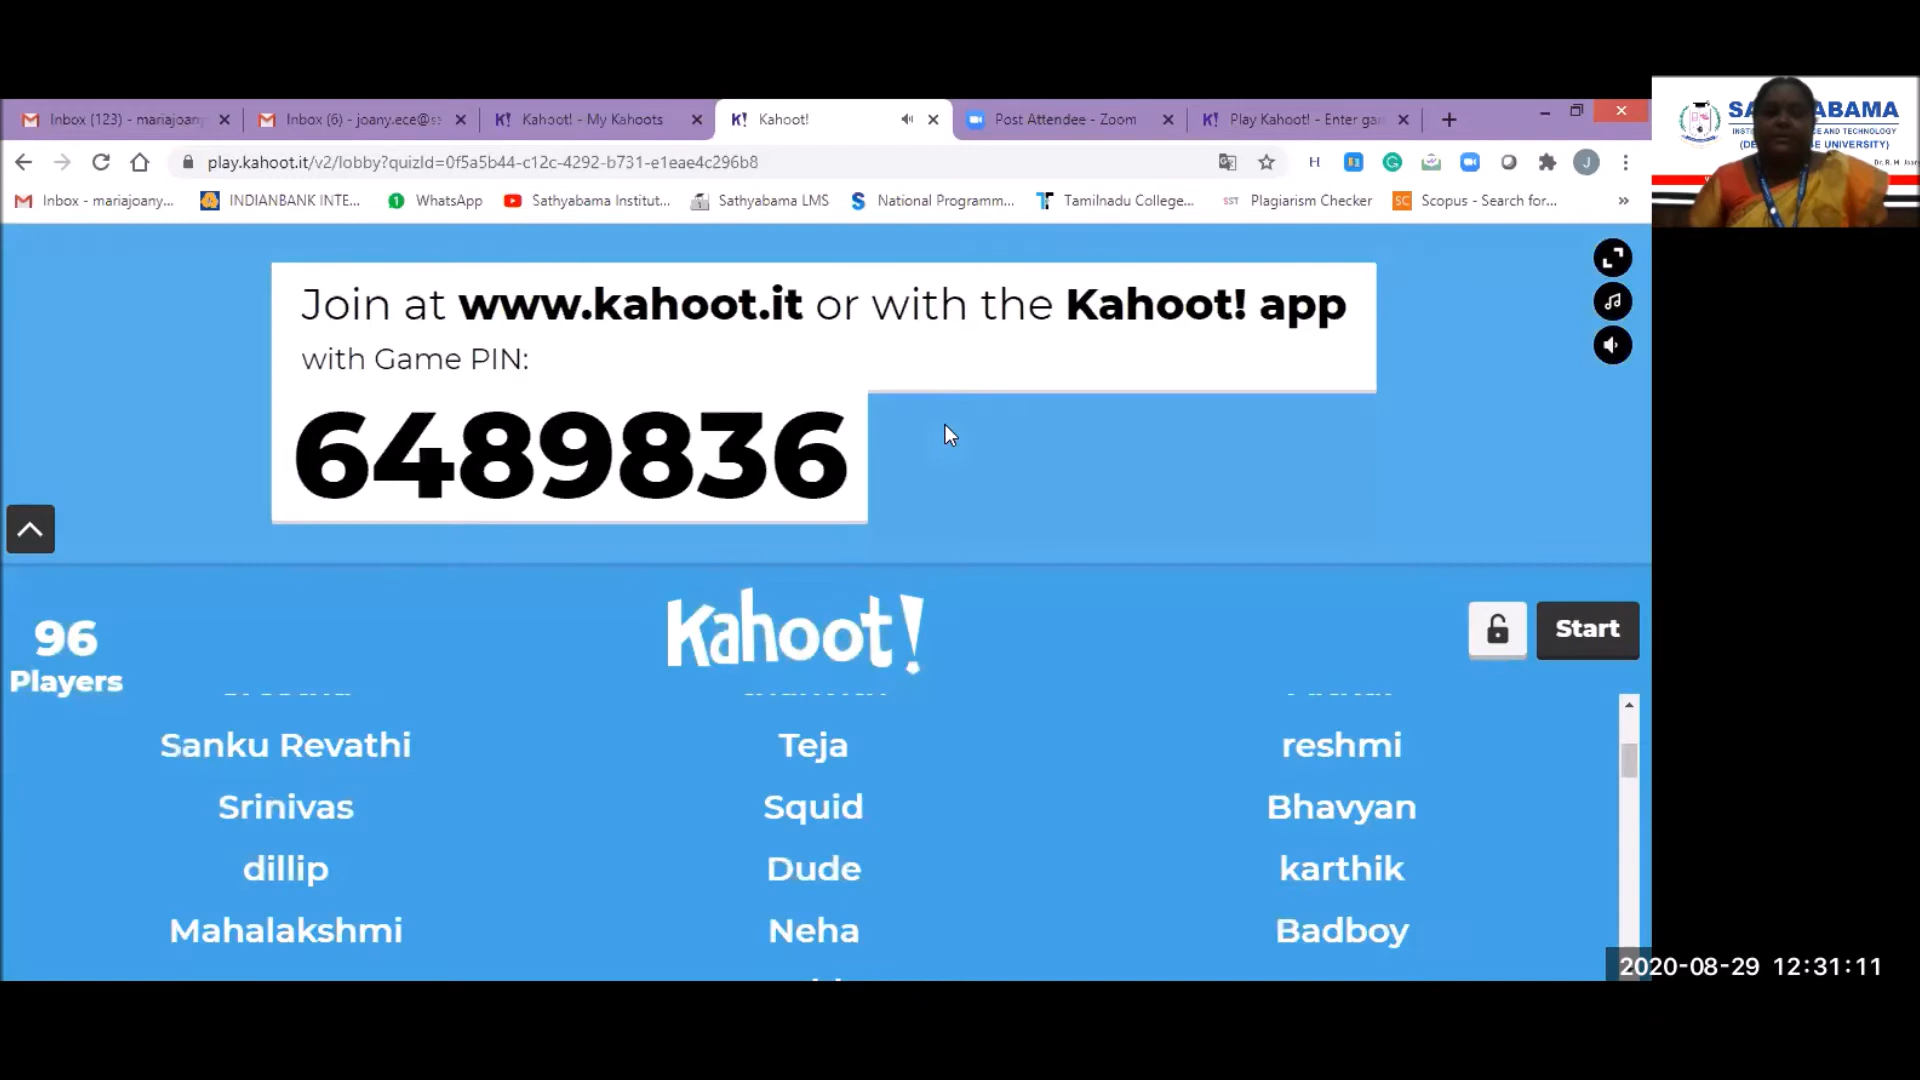 Inbox (123) - mariajoany
Inbox (6) - joany.ece@s
Kahoot! - My Kahoots
Kahoot!
Post Attendee - Zoom
Play Kahoot! - Enter ga
play.kahoot.it/v2/lobby?quizId=0f5a5b44-c12c-4292-b731-e1eae4c296b8
Inbox - mariajoany...
INDIANBANK INTE...
WhatsApp
Sathyabama Institut...
Sathyabama LMS
National Programm...
Tamilnadu College...
SST Plagiarism Checker
SC Scopus - Search for...
Join at www.kahoot.it or with the Kahoot! app
with Game PIN:
6489836
96
Players
Kahoot!
Start
Sanku Revathi
Teja
reshmi
Srinivas
Squid
Bhavyan
dillip
Dude
karthik
Mahalakshmi
Neha
Badboy
2020-08-29 12:31:11